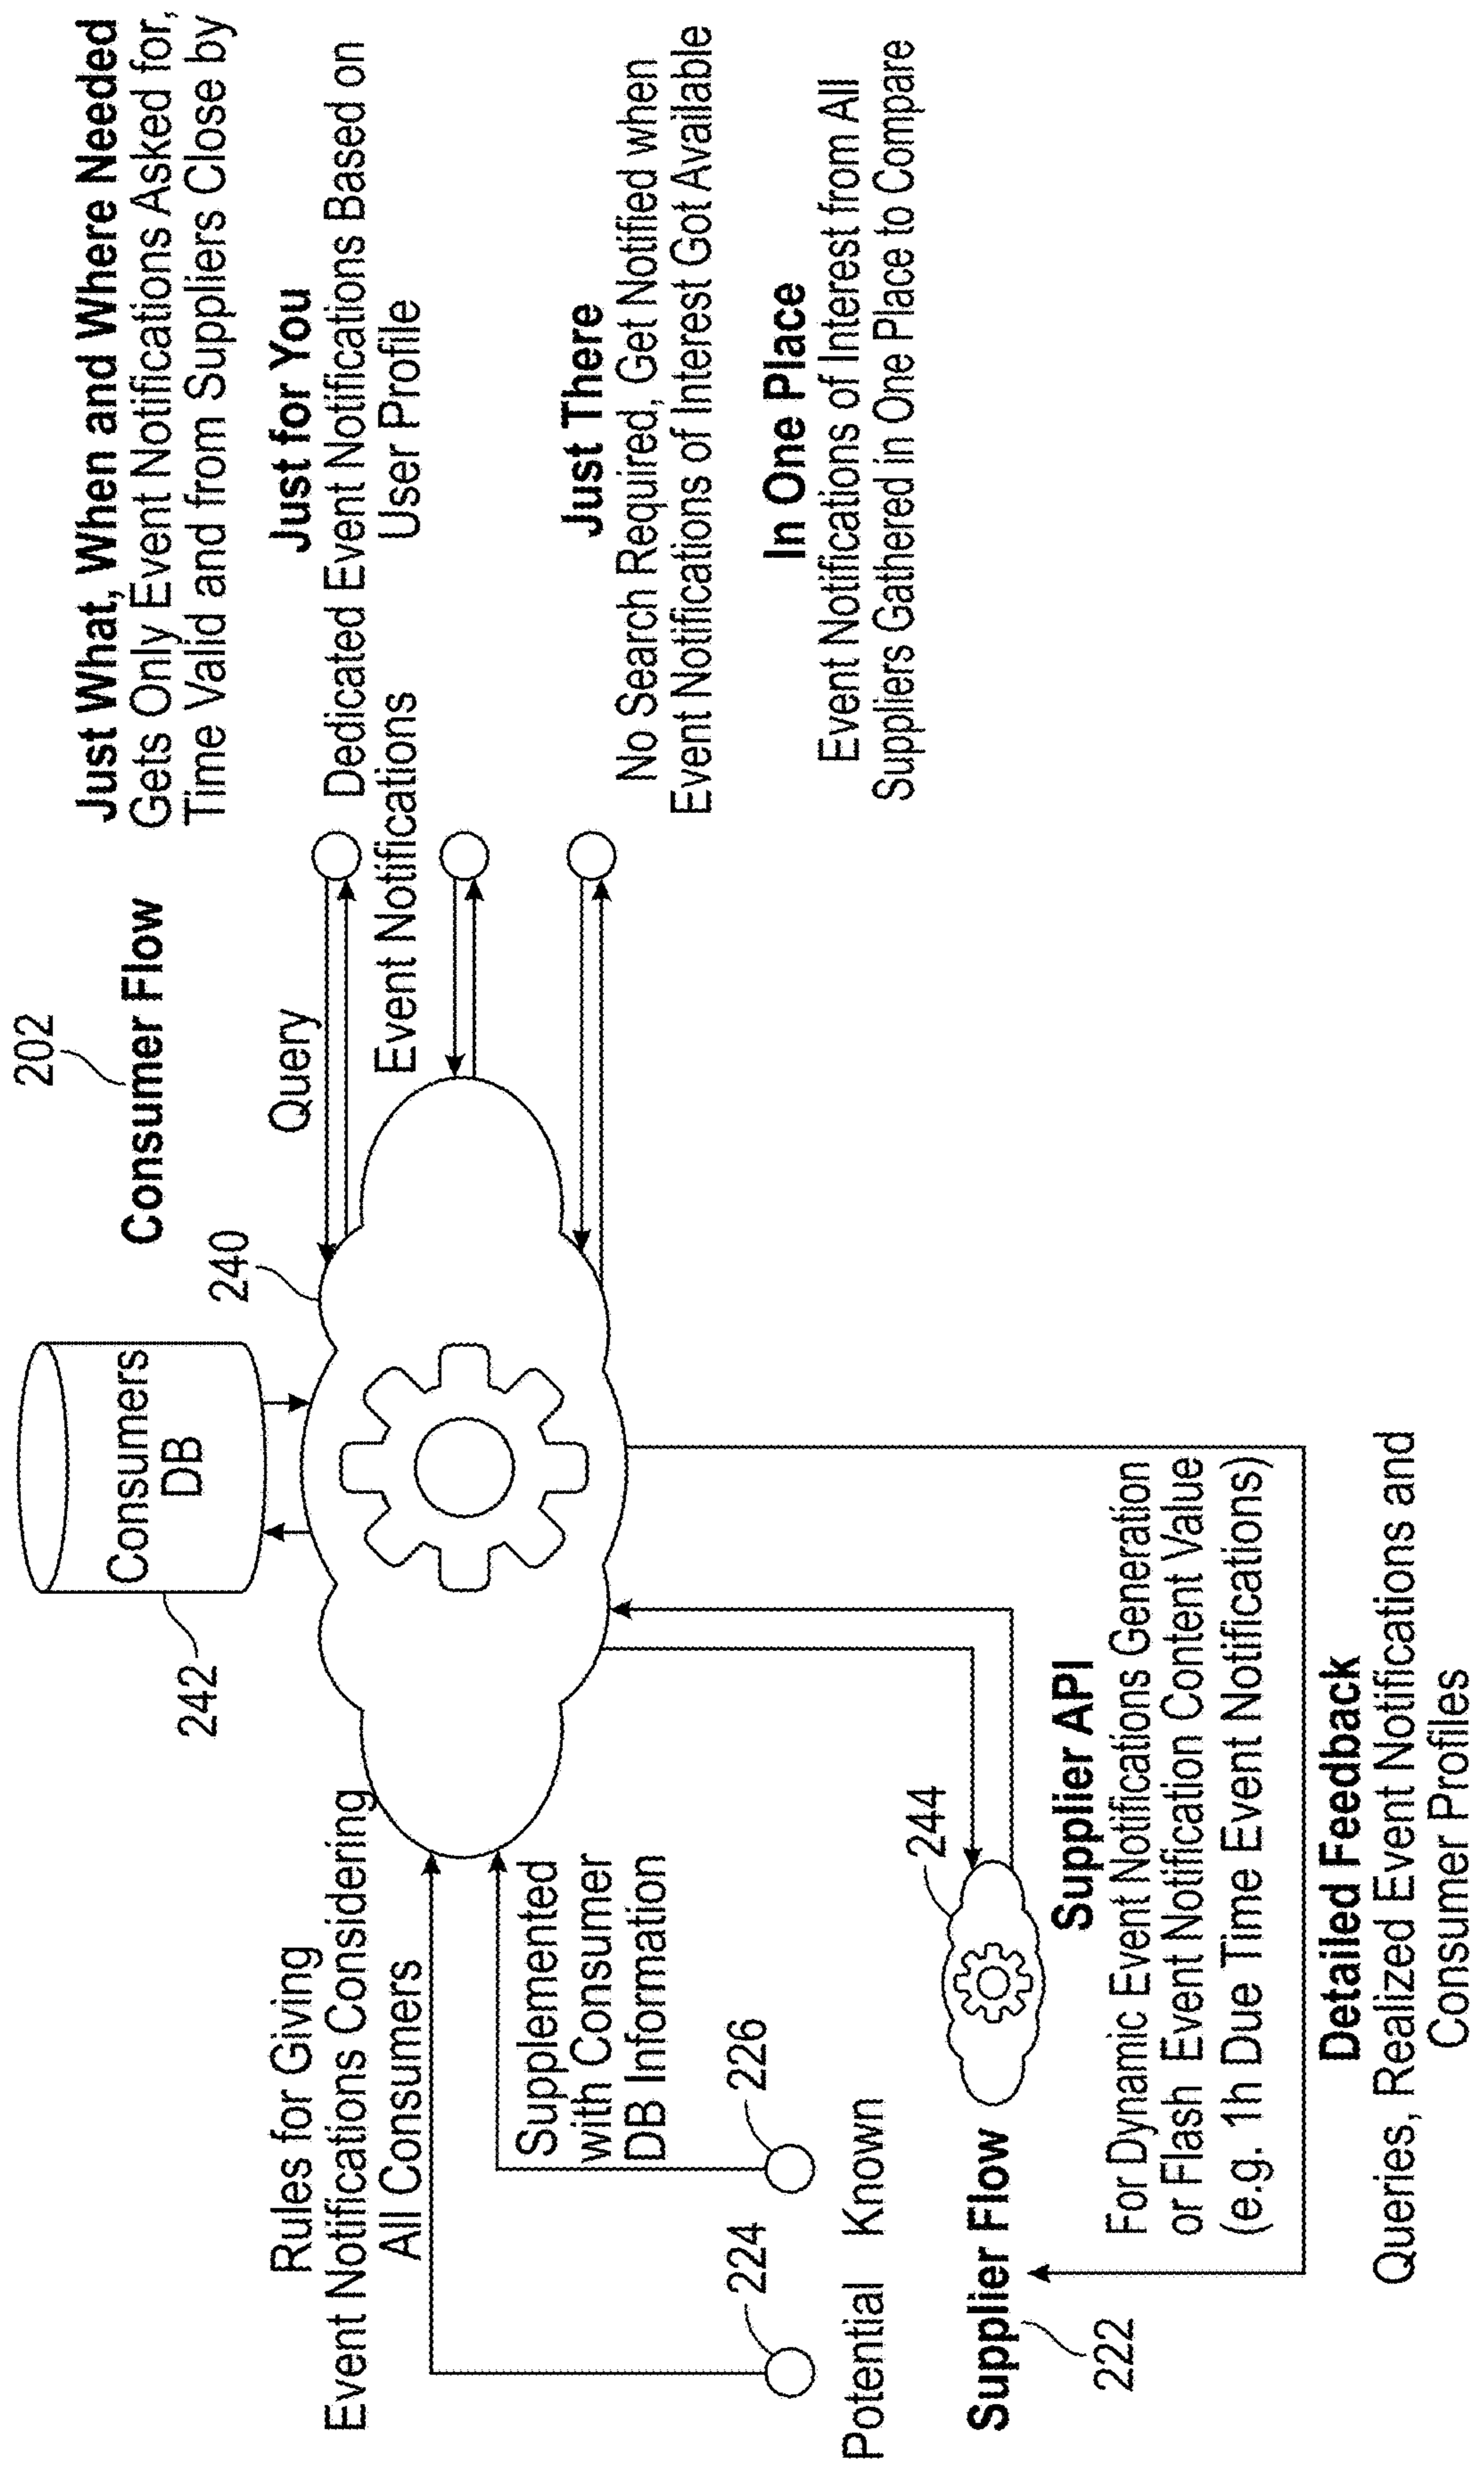 202
Consumer Flow
Just What, When and Where Needed
Gets Only Event Notifications Asked for,
Time Valid and from Suppliers Close by
Just for You
Dedicated Event Notifications Based on
User Profile
Just There
No Search Required, Get Notified when
Event Notifications of Interest Got Available
In One Place
Event Notifications of Interest from All
Suppliers Gathered in One Place to Compare
Query
Event Notifications
240
Consumers
DB
242
Rules for Giving
Event Notifications Considering
All Consumers
Supplemented
with Consumer
DB Information
224
226
Potential
Known
Supplier Flow
222
244
Supplier API
For Dynamic Event Notifications Generation
or Flash Event Notification Content Value
(e.g. 1h Due Time Event Notifications)
Detailed Feedback
Queries, Realized Event Notifications and
Consumer Profiles